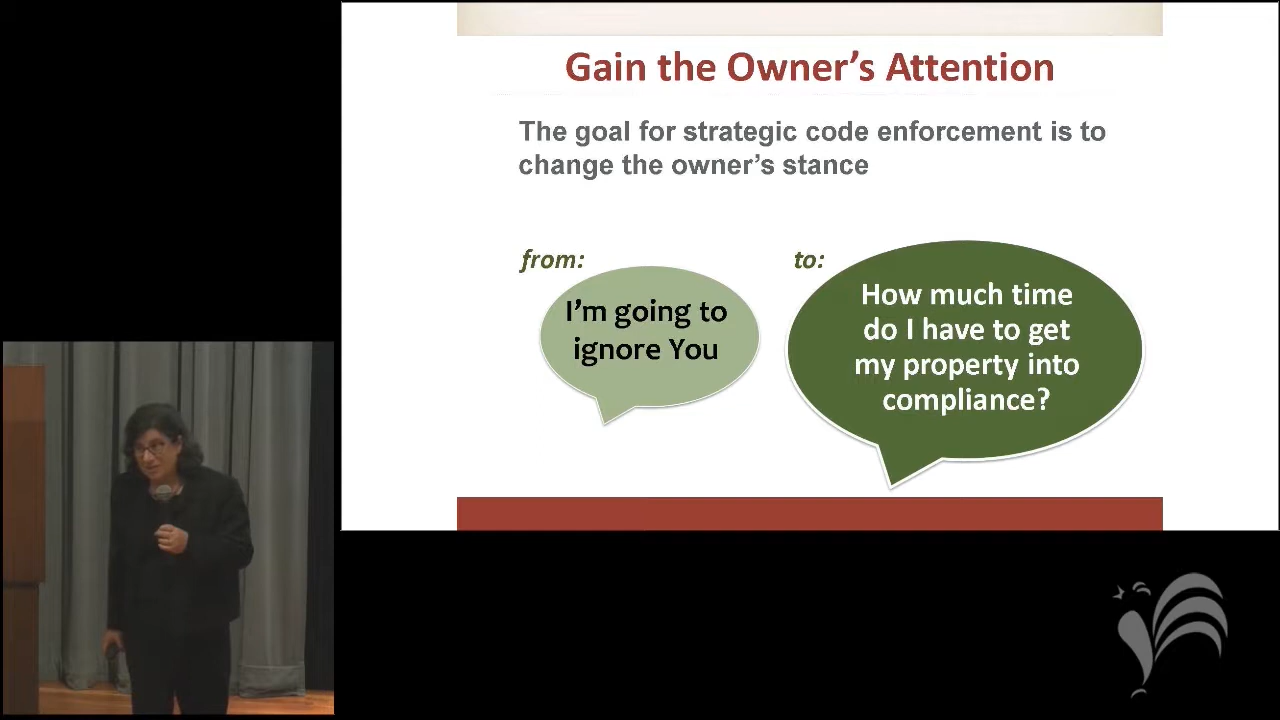 Gain the Owner’s Attention
The goal for strategic code enforcement is to
change the owner’s stance
from:
I’m going to
ignore You
to:
How much time
do I have to get
my property into
compliance?